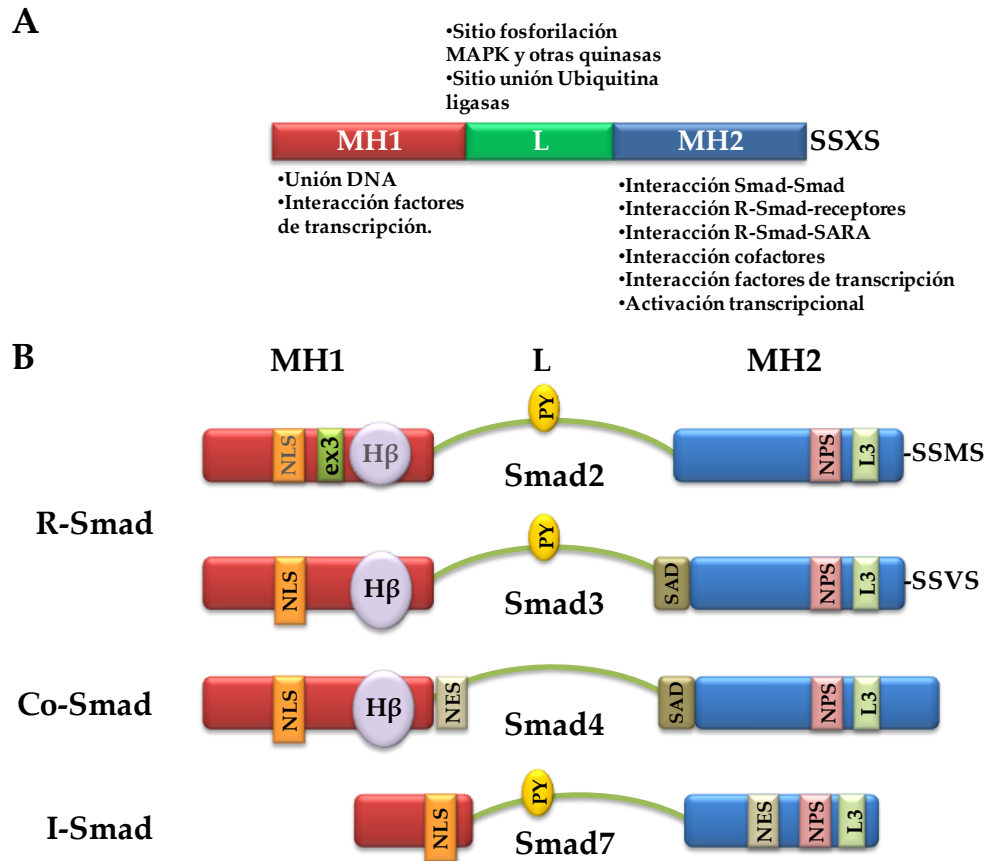 A
•Sitio fosforilación
MAPK y otras quinasas
•Sitio unión Ubiquitina
ligasas
MH1 L MH2 SSXS
•Unión DNA
•Interacción factores
de transcripción.
•Interacción Smad-Smad
•Interacción R-Smad-receptores
•Interacción R-Smad-SARA
•Interacción cofactores
•Interacción factores de transcripción
•Activación transcripcional
B
MH1 L MH2
R-Smad
NLS ex3 Hβ PY NPS L3 -SSMS
Smad2
NLS Hβ PY SAD NPS L3 -SSVS
Smad3
Co-Smad NLS Hβ NES SAD NPS L3
Smad4
I-Smad NLS PY NES NPS L3
Smad7